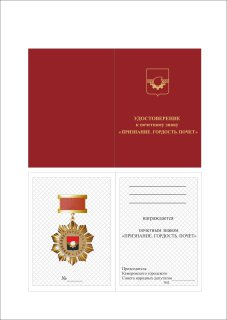 УДОСТОВЕРЕНИЕ
к почетному знаку
«ПРИЗНАНИЕ. ГОРДОСТЬ. ПОЧЕТ»
награждается
почетным знаком
«ПРИЗНАНИЕ. ГОРДОСТЬ. ПОЧЕТ»
№
Председатель
Кемеровского городского
Совета народных депутатов